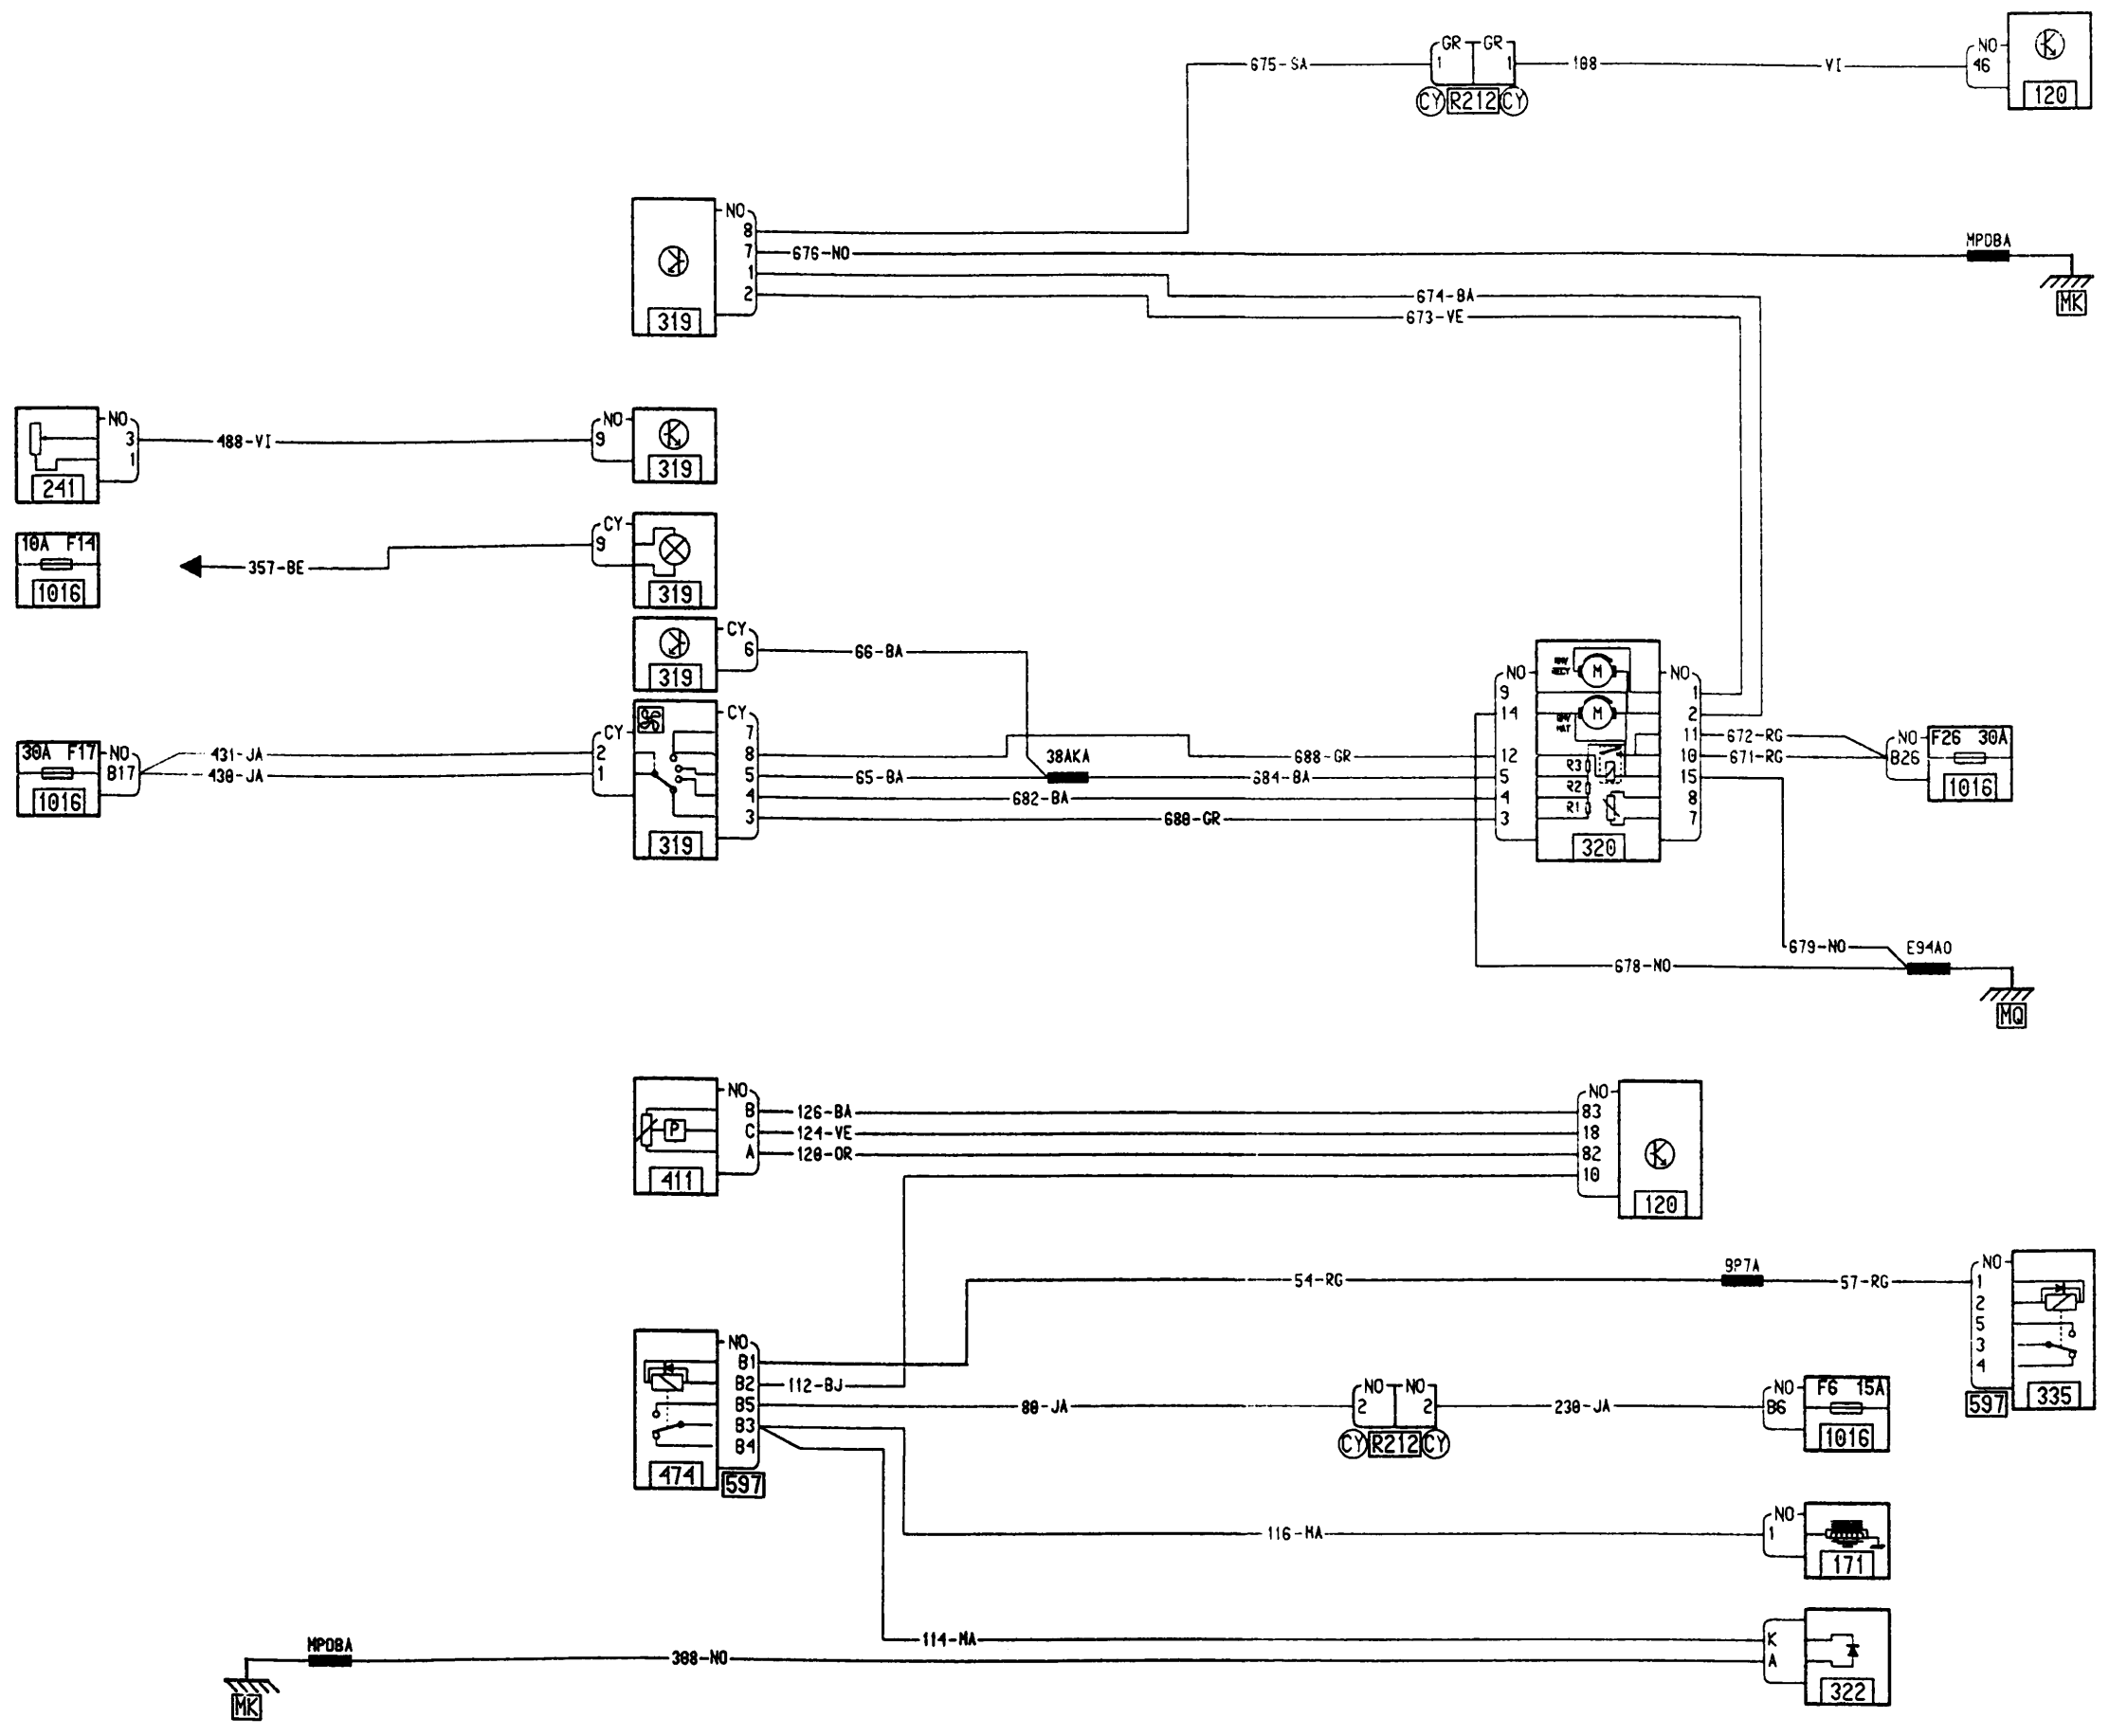 GR GR
1 1
675-SA
108
VI
NO
46
120
CY R212 CY
NO
8
7
1
2
319
676-NO
MPDBA
MK
674-BA
673-VE
241
NO
3
1
488-VI
NO
9
319
10A F14
1016
357-BE
CY
9
319
CY
6
319
66-BA
30A F17
1016
NO
B17
431-JA
430-JA
CY
2
1
319
CY
7
8
5
4
3
38AKA
688-GR
65-BA
684-BA
682-BA
680-GR
NO
9
14
12
5
4
3
M
M
R3
R2
R1
320
NO
1
2
11
10
15
8
7
672-RG
671-RG
NO
B26
F26 30A
1016
679-NO
E94AO
678-NO
MQ
411
P
NO
B
C
A
126-BA
124-VE
120-OR
NO
83
18
82
10
120
54-RG
BP7A
57-RG
NO
1
2
5
3
4
597
335
NO
B1
B2
B5
B3
B4
474
597
112-BJ
80-JA
NO NO
2 2
CY R212 CY
230-JA
NO
B6
F6 15A
1016
116-MA
NO
1
171
114-MA
K
A
322
MPDBA
308-NO
MK